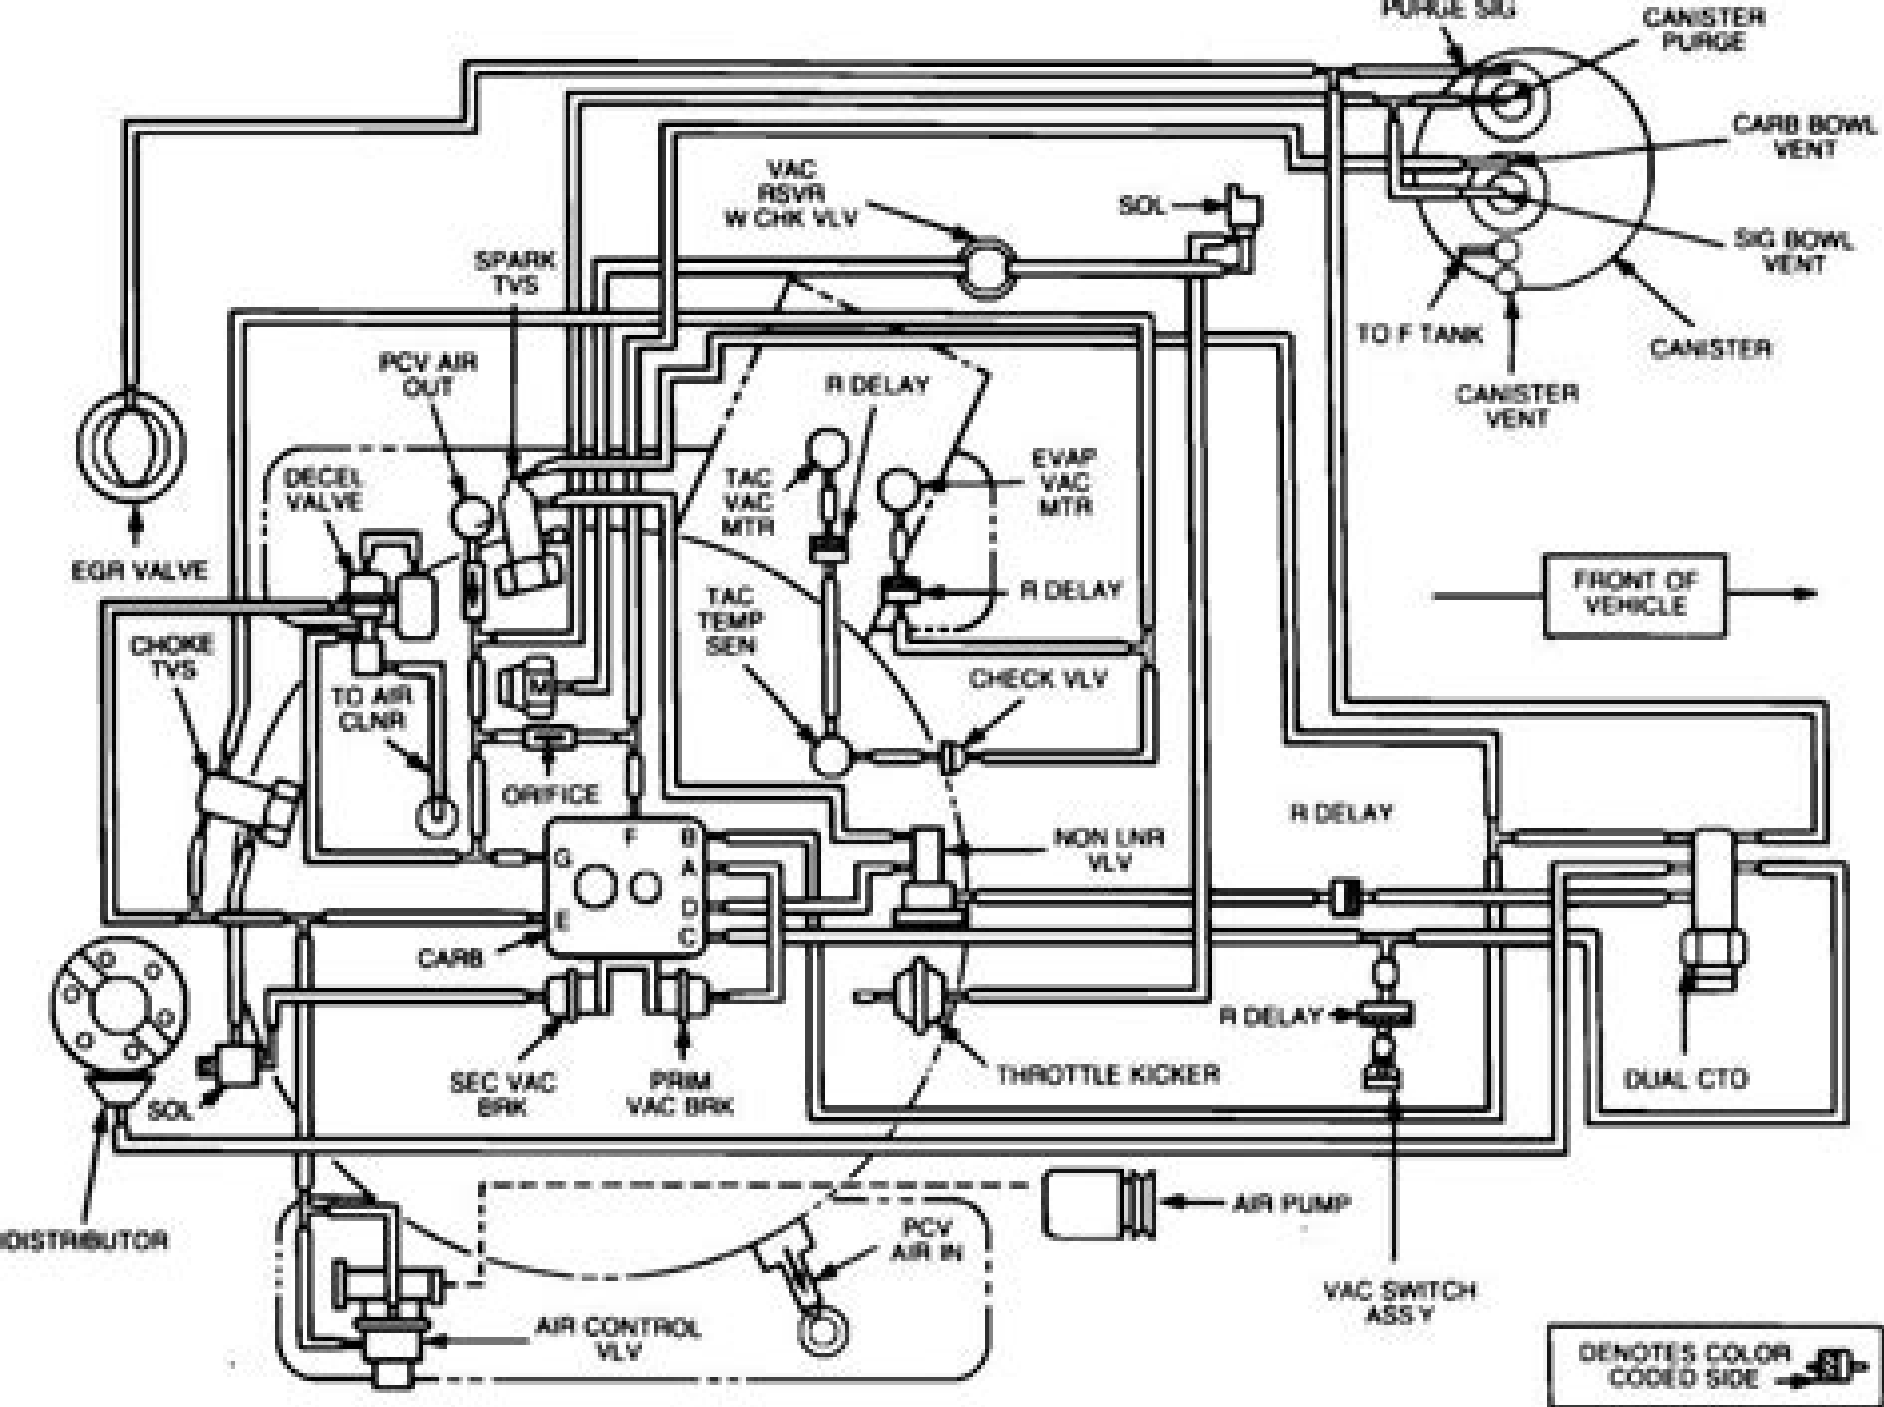 PURGE SIG
CANISTER
PURGE
CARB BOWL
VENT
VAC
RSVR
W CHK VLV
SOL
SIG BOWL
VENT
SPARK
TVS
TO F TANK
CANISTER
CANISTER
VENT
PCV AIR
OUT
R DELAY
DECEL
VALVE
TAC
VAC
MTR
EVAP
VAC
MTR
EGR VALVE
R DELAY
FRONT OF
VEHICLE
TAC
TEMP
SEN
CHOKE
TVS
CHECK VLV
M
TO AIR
CLNR
ORIFICE
R DELAY
F
B
G
A
NON LNR
VLV
D
E
C
CARB
R DELAY
SEC VAC
BRK
PRIM
VAC BRK
THROTTLE KICKER
DUAL CTO
SOL
DISTRIBUTOR
AIR PUMP
PCV
AIR IN
VAC SWITCH
ASSY
AIR CONTROL
VLV
DENOTES COLOR
CODED SIDE